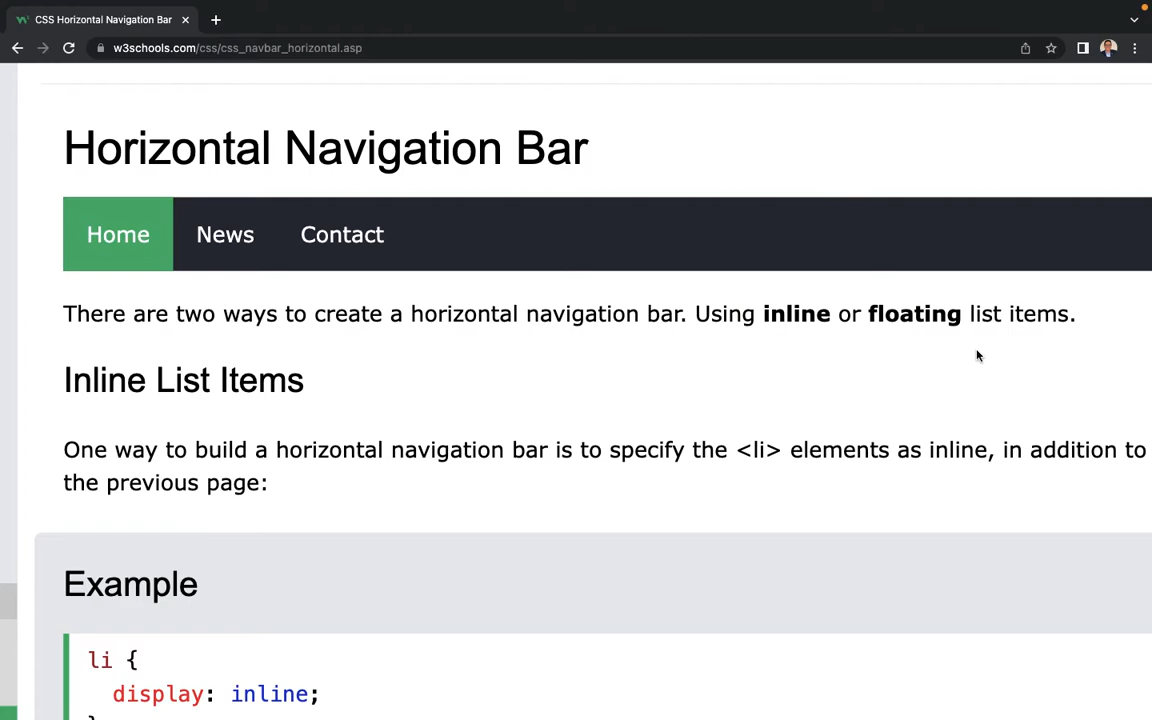 CSS Horizontal Navigation Bar
w3schools.com/css/css_navbar_horizontal.asp
Horizontal Navigation Bar
Home News Contact
There are two ways to create a horizontal navigation bar. Using inline or floating list items.
Inline List Items
One way to build a horizontal navigation bar is to specify the <li> elements as inline, in addition to
the previous page:
Example
li {
display: inline;
}